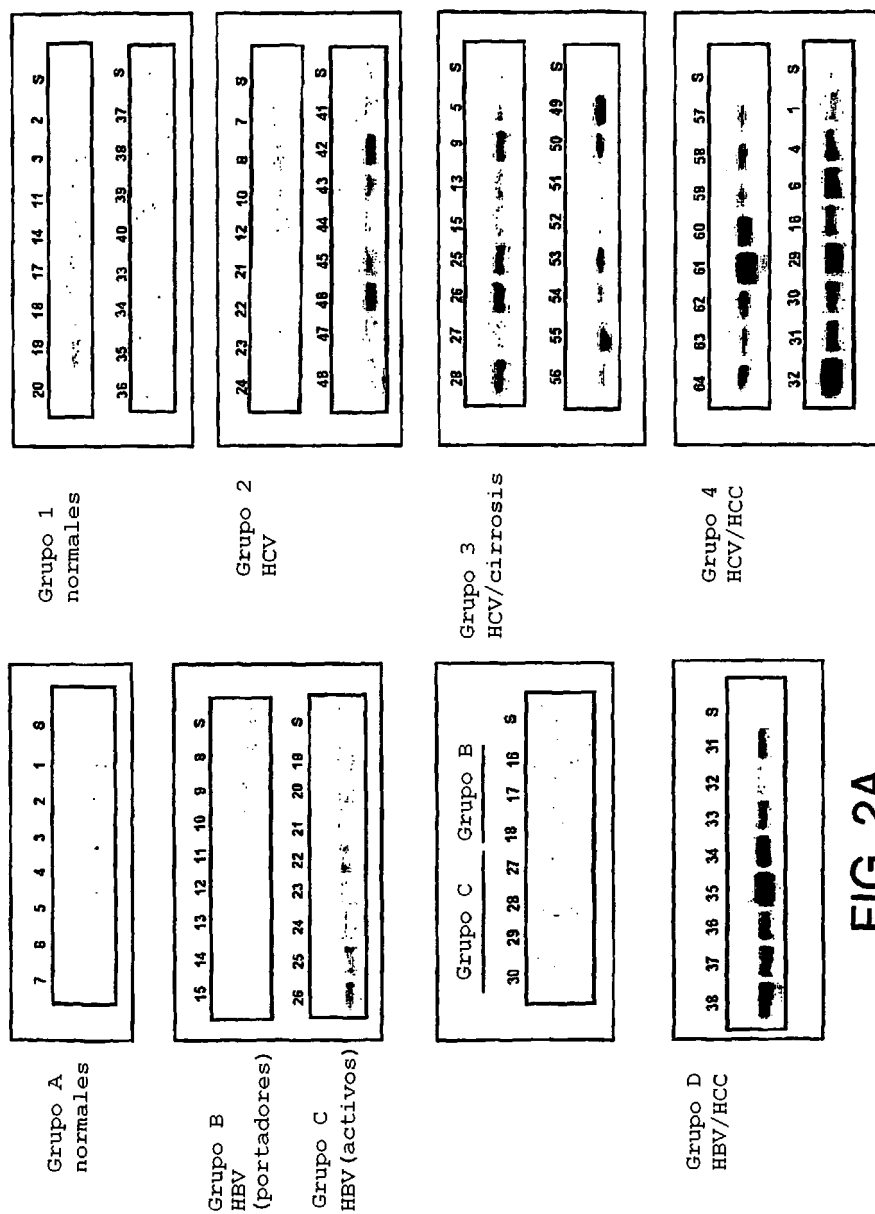 Grupo A
normales
7 6 5 4 3 2 1 S
Grupo B
HBV
(portadores)
15 14 13 12 11 10 9 8 S
Grupo C
HBV(activos)
26 25 24 23 22 21 20 19 S
Grupo C Grupo B
30 29 28 27 18 17 16 S
Grupo D
HBV/HCC
38 37 36 35 34 33 32 31 S
Grupo 1
normales
20 19 18 17 14 11 3 2 S
36 35 34 33 40 39 38 37 S
Grupo 2
HCV
24 23 22 21 12 10 8 7 S
48 47 46 45 44 43 42 41 S
Grupo 3
HCV/cirrosis
28 27 26 25 15 13 9 5 S
56 55 54 53 52 51 50 49 S
Grupo 4
HCV/HCC
64 63 62 61 60 59 58 57 S
32 31 30 29 16 6 4 1 S
FIG. 2A